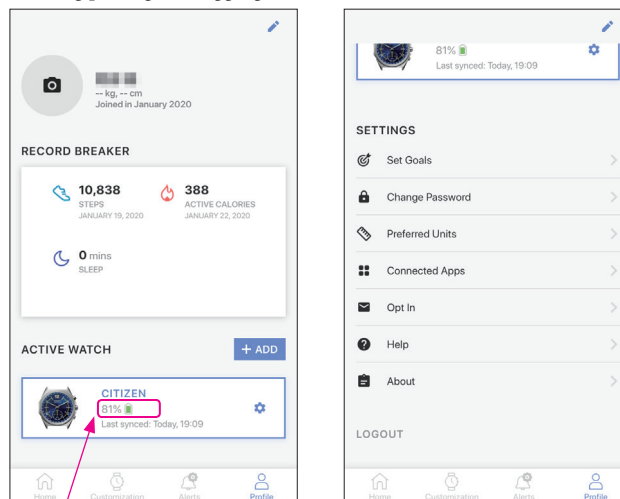 -- kg, -- cm
Joined in January 2020
RECORD BREAKER
10,838
STEPS
JANUARY 19, 2020
388
ACTIVE CALORIES
JANUARY 22, 2020
0 mins
SLEEP
ACTIVE WATCH
+ ADD
CITIZEN
81%
Last synced: Today, 19:09
Home
Customization
Alerts
Profile
81%
Last synced: Today, 19:09
SETTINGS
Set Goals
Change Password
Preferred Units
Connected Apps
Opt In
Help
About
LOGOUT
Home
Customization
Alerts
Profile